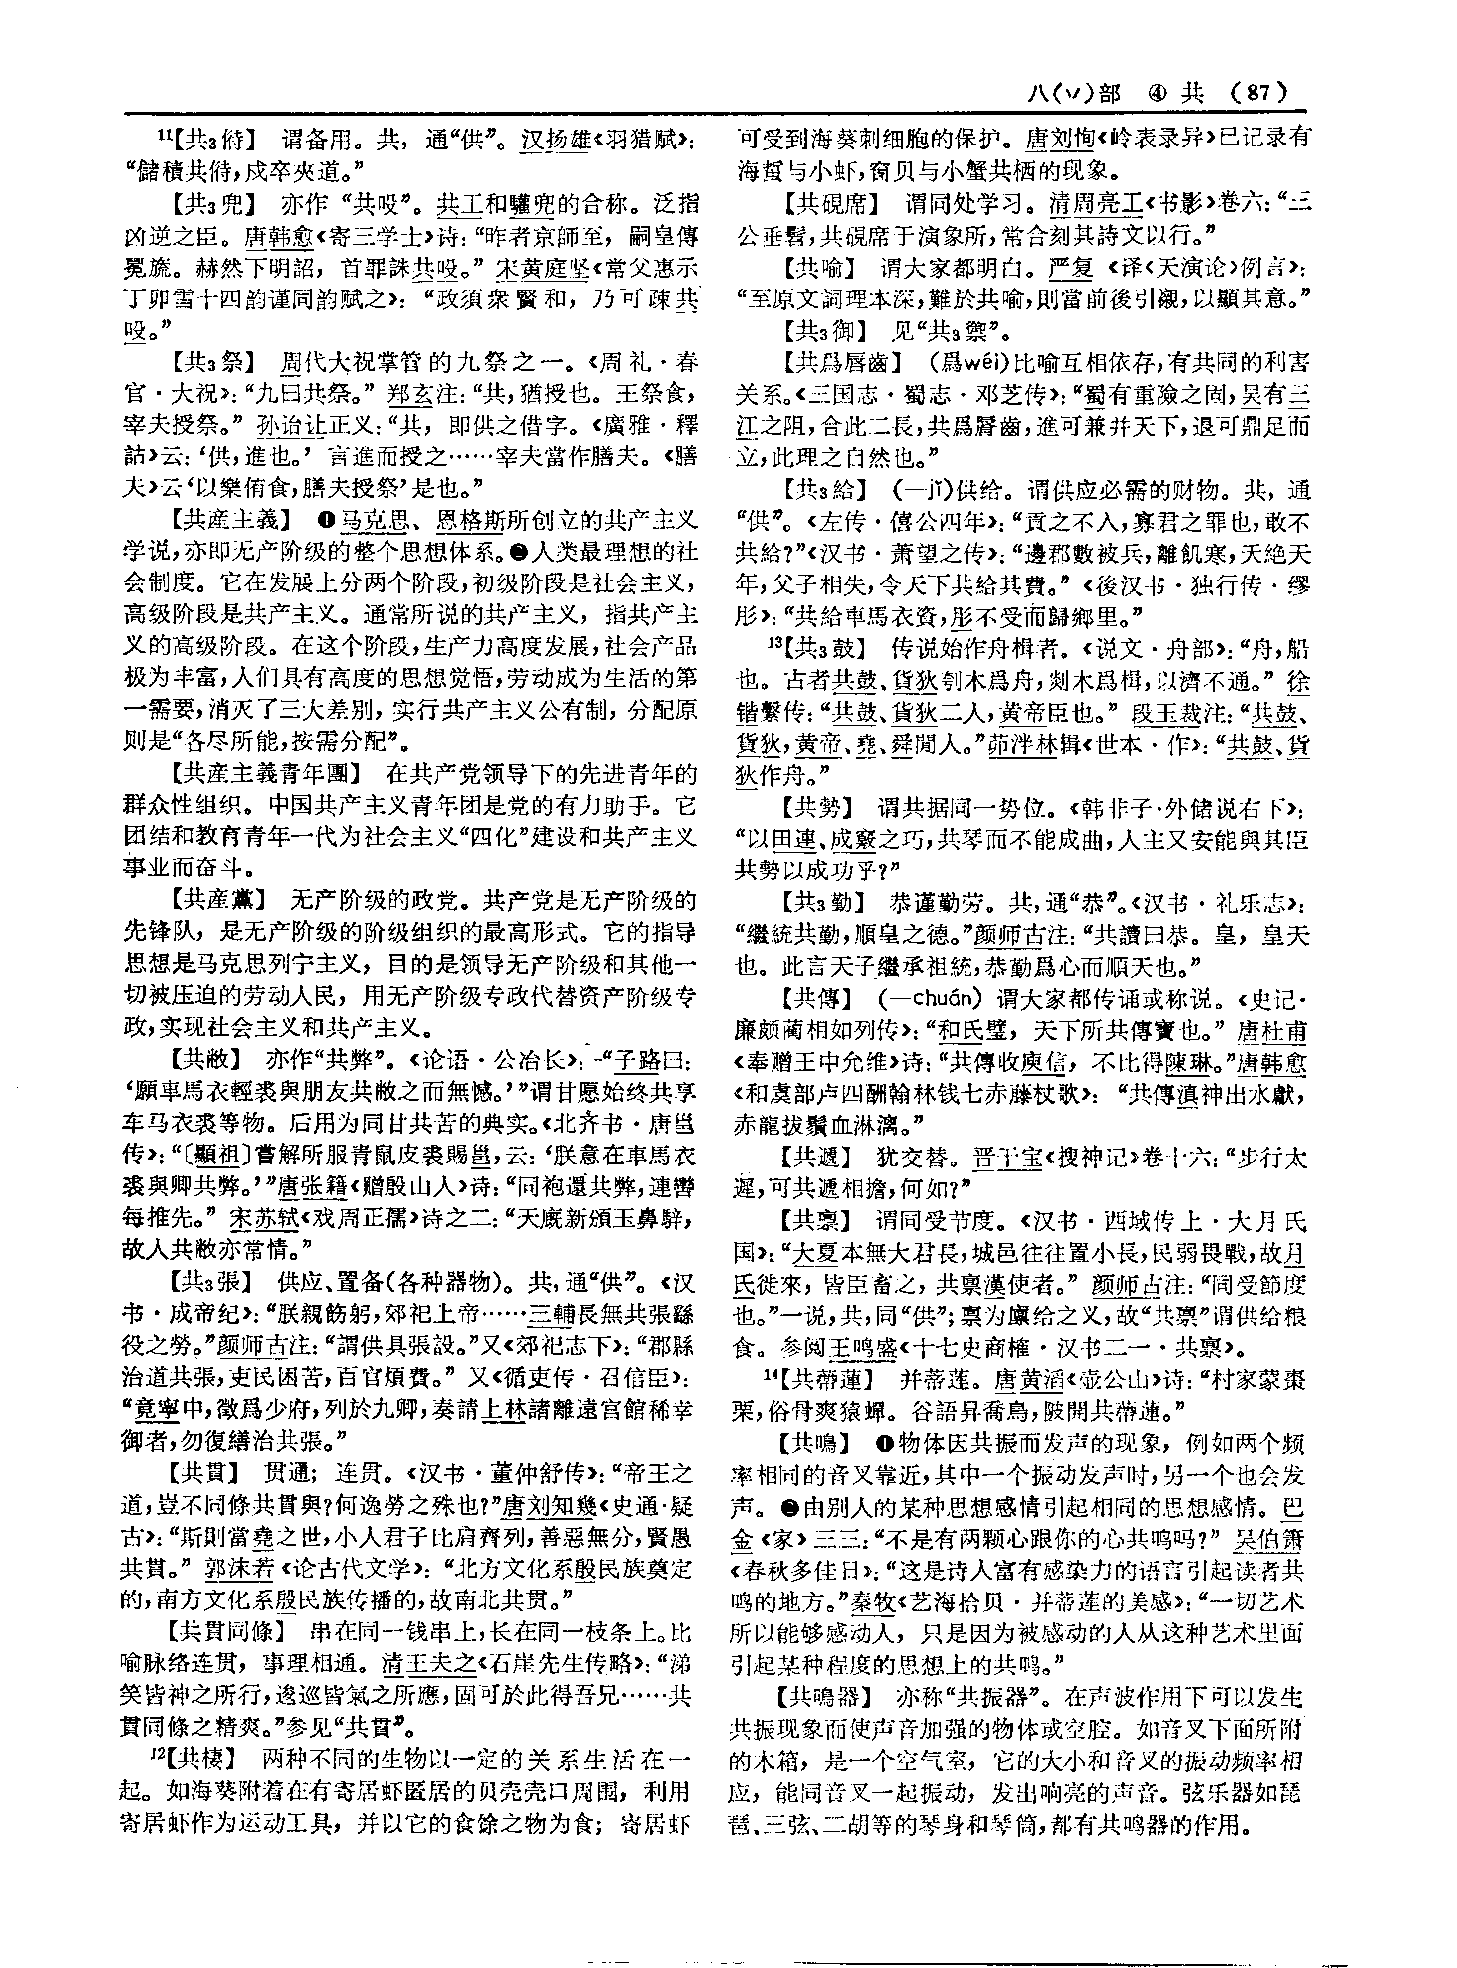 八(丷)部 ④ 共 (87)
11【共3偫】 谓备用。共，通“供”。汉扬雄《羽猎赋》：
“儲積共偫，戍卒夾道。”
【共3兜】 亦作“共吺”。共工和驩兜的合称。泛指
凶逆之臣。唐韩愈《寄三学士》诗：“昨者京師至，嗣皇傳
冕旒。赫然下明詔，首罪誅共吺。”宋黄庭坚《常父惠示
丁卯雪十四韵谨同韵赋之》：“政須衆賢和，乃可疎共
吺。”
【共3祭】 周代大祝掌管的九祭之一。《周礼·春
官·大祝》：“九曰共祭。”郑玄注：“共，猶授也。王祭食，
宰夫授祭。”孙诒让正义：“共，即供之借字。《廣雅·釋
詁》云：‘供，進也。’言進而授之……宰夫當作膳夫。《膳
夫》云‘以樂侑食，膳夫授祭’是也。”
【共産主義】 ❶马克思、恩格斯所创立的共产主义
学说，亦即无产阶级的整个思想体系。❷人类最理想的社
会制度。它在发展上分两个阶段，初级阶段是社会主义，
高级阶段是共产主义。通常所说的共产主义，指共产主
义的高级阶段。在这个阶段，生产力高度发展，社会产品
极为丰富，人们具有高度的思想觉悟，劳动成为生活的第
一需要，消灭了三大差别，实行共产主义公有制，分配原
则是“各尽所能，按需分配”。
【共産主義青年團】 在共产党领导下的先进青年的
群众性组织。中国共产主义青年团是党的有力助手。它
团结和教育青年一代为社会主义“四化”建设和共产主义
事业而奋斗。
【共産黨】 无产阶级的政党。共产党是无产阶级的
先锋队，是无产阶级的阶级组织的最高形式。它的指导
思想是马克思列宁主义，目的是领导无产阶级和其他一
切被压迫的劳动人民，用无产阶级专政代替资产阶级专
政，实现社会主义和共产主义。
【共敝】 亦作“共弊”。《论语·公冶长》：“子路曰：
‘願車馬衣輕裘與朋友共敝之而無憾。’”谓甘愿始终共享
车马衣裘等物。后用为同甘共苦的典实。《北齐书·唐邕
传》：“〔顯祖〕嘗解所服青鼠皮裘賜邕，云：‘朕意在車馬衣
裘與卿共弊。’”唐张籍《赠殷山人》诗：“同袍還共弊，連轡
每推先。”宋苏轼《戏周正孺》诗之二：“天廐新頒玉鼻騂，
故人共敝亦常情。”
【共3張】 供应、置备(各种器物)。共，通“供”。《汉
书·成帝纪》：“朕親飭躬，郊祀上帝……三輔長無共張繇
役之勞。”颜师古注：“謂供具張設。”又《郊祀志下》：“郡縣
治道共張，吏民困苦，百官煩費。”又《循吏传·召信臣》：
“竟寧中，徵爲少府，列於九卿，奏請上林諸離遠宫館稀幸
御者，勿復繕治共張。”
【共貫】 贯通；连贯。《汉书·董仲舒传》：“帝王之
道，豈不同條共貫與？何逸勞之殊也？”唐刘知幾《史通·疑
古》：“斯則當堯之世，小人君子比肩齊列，善惡無分，賢愚
共貫。”郭沫若《论古代文学》：“北方文化系殷民族奠定
的，南方文化系殷民族传播的，故南北共贯。”
【共貫同條】 串在同一钱串上，长在同一枝条上。比
喻脉络连贯，事理相通。清王夫之《石崖先生传略》：“涕
笑皆神之所行，逡巡皆氣之所應，固可於此得吾兄……共
貫同條之精爽。”参见“共貫”。
12【共棲】 两种不同的生物以一定的关系生活在一
起。如海葵附着在有寄居虾匿居的贝壳壳口周围，利用
寄居虾作为运动工具，并以它的食馀之物为食；寄居虾
可受到海葵刺细胞的保护。唐刘恂《岭表录异》已记录有
海蜇与小虾，窗贝与小蟹共栖的现象。
【共硯席】 谓同处学习。清周亮工《书影》卷六：“三
公垂髫，共硯席于演象所，常合刻其詩文以行。”
【共喻】 谓大家都明白。严复《译〈天演论〉例言》：
“至原文詞理本深，難於共喻，則當前後引襯，以顯其意。”
【共3御】 见“共3禦”。
【共爲唇齒】 (爲wéi)比喻互相依存，有共同的利害
关系。《三国志·蜀志·邓芝传》：“蜀有重險之固，吴有三
江之阻，合此二長，共爲脣齒，進可兼并天下，退可鼎足而
立，此理之自然也。”
【共3給】 (—jǐ)供给。谓供应必需的财物。共，通
“供”。《左传·僖公四年》：“貢之不入，寡君之罪也，敢不
共給？”《汉书·萧望之传》：“邊郡數被兵，離飢寒，夭絶天
年，父子相失，令天下共給其費。”《後汉书·独行传·缪
肜》：“共給車馬衣資，肜不受而歸鄉里。”
13【共3鼓】 传说始作舟楫者。《说文·舟部》：“舟，船
也。古者共鼓、貨狄刳木爲舟，剡木爲楫，以濟不通。”徐
锴繫传：“共鼓、貨狄二人，黄帝臣也。”段玉裁注：“共鼓、
貨狄，黄帝、堯、舜閒人。”茆泮林辑《世本·作》：“共鼓、貨
狄作舟。”
【共勢】 谓共据同一势位。《韩非子·外储说右下》：
“以田連、成竅之巧，共琴而不能成曲，人主又安能與其臣
共勢以成功乎？”
【共3勤】 恭谨勤劳。共，通“恭”。《汉书·礼乐志》：
“繼統共勤，順皇之德。”颜师古注：“共讀曰恭。皇，皇天
也。此言天子繼承祖統，恭勤爲心而順天也。”
【共傳】 (—chuán) 谓大家都传诵或称说。《史记·
廉颇蔺相如列传》：“和氏璧，天下所共傳寶也。”唐杜甫
《奉赠王中允维》诗：“共傳收庾信，不比得陳琳。”唐韩愈
《和虞部卢四酬翰林钱七赤藤杖歌》：“共傳滇神出水獻，
赤龍拔鬚血淋漓。”
【共遞】 犹交替。晋干宝《搜神记》卷十六：“步行太
遲，可共遞相擔，何如？”
【共禀】 谓同受节度。《汉书·西域传上·大月氏
国》：“大夏本無大君長，城邑往往置小長，民弱畏戰，故月
氏徙來，皆臣畜之，共禀漢使者。”颜师古注：“同受節度
也。”一说，共，同“供”；禀为廪给之义，故“共禀”谓供给粮
食。参阅王鸣盛《十七史商榷·汉书二一·共禀》。
14【共蔕蓮】 并蒂莲。唐黄滔《壶公山》诗：“村家蒙棗
栗，俗骨爽猿蟬。谷語昇喬鳥，陂開共蔕蓮。”
【共鳴】 ❶物体因共振而发声的现象，例如两个频
率相同的音叉靠近，其中一个振动发声时，另一个也会发
声。❷由别人的某种思想感情引起相同的思想感情。巴
金《家》三三：“不是有两颗心跟你的心共鸣吗？”吴伯箫
《春秋多佳日》：“这是诗人富有感染力的语言引起读者共
鸣的地方。”秦牧《艺海拾贝·并蒂莲的美感》：“一切艺术
所以能够感动人，只是因为被感动的人从这种艺术里面
引起某种程度的思想上的共鸣。”
【共鳴器】 亦称“共振器”。在声波作用下可以发生
共振现象而使声音加强的物体或空腔。如音叉下面所附
的木箱，是一个空气室，它的大小和音叉的振动频率相
应，能同音叉一起振动，发出响亮的声音。弦乐器如琵
琶、三弦、二胡等的琴身和琴筒，都有共鸣器的作用。